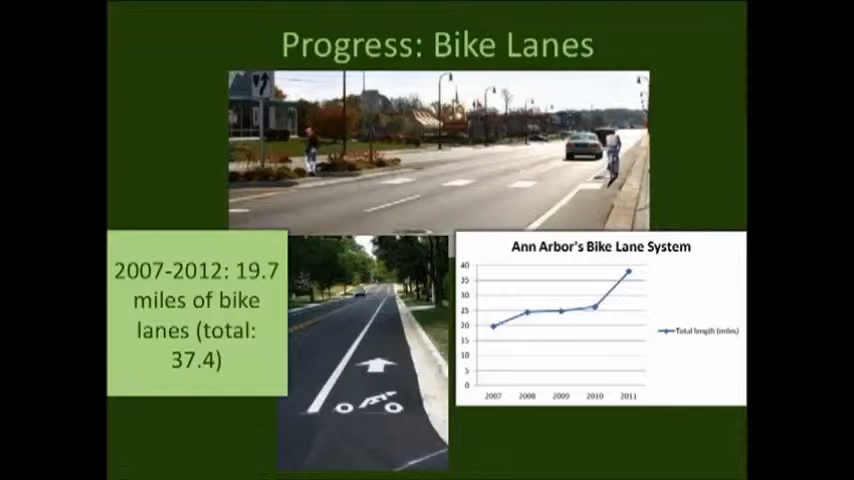 Progress: Bike Lanes
2007-2012: 19.7
miles of bike
lanes (total:
37.4)
Ann Arbor's Bike Lane System
40
35
30
25
20
15
10
5
0
2007 2008 2009 2010 2011
Total length (miles)